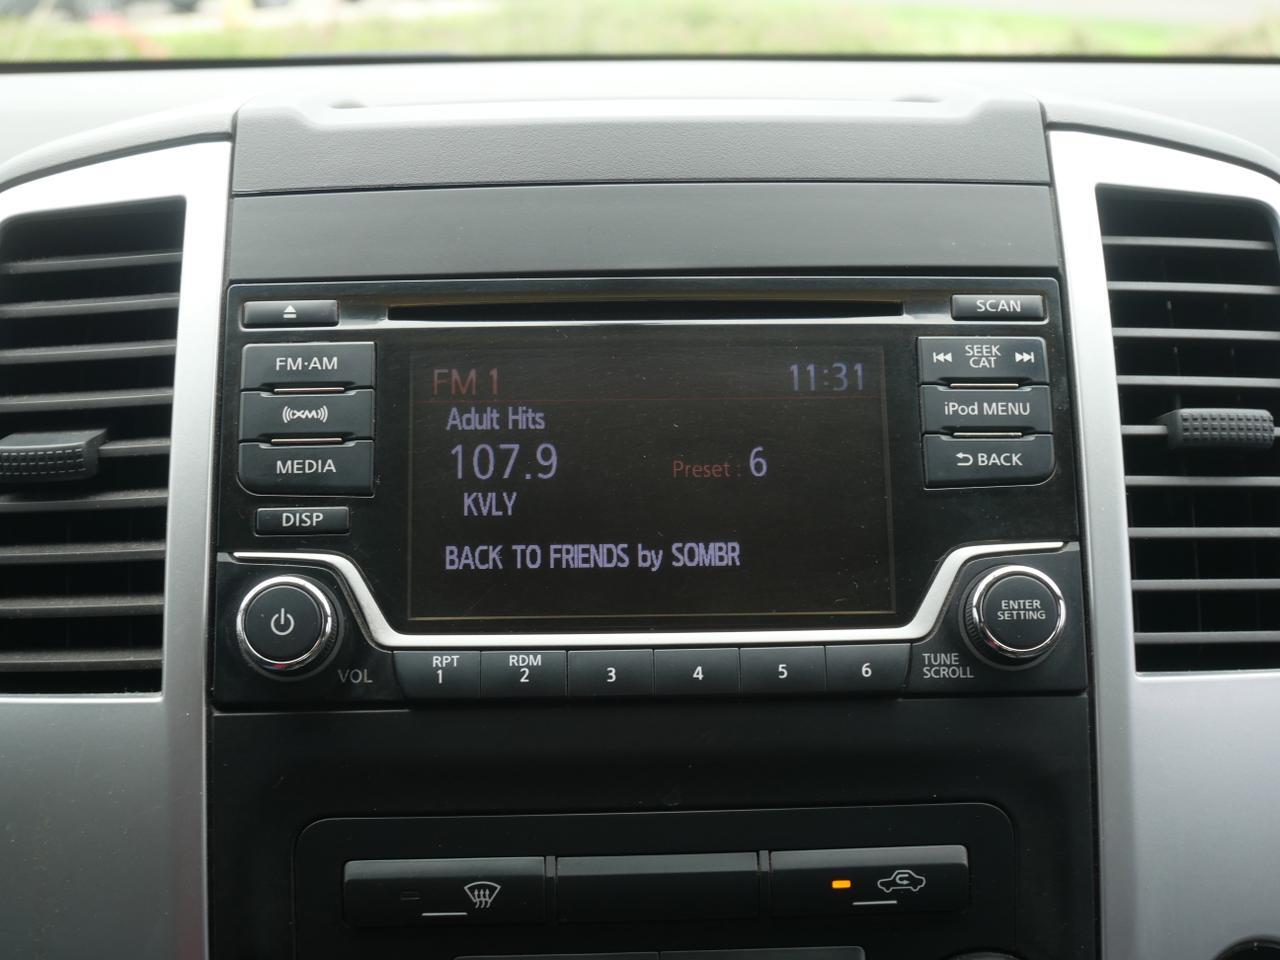 SCAN
FM·AM
SEEK
CAT
FM 1
11:31
XM
iPod MENU
Adult Hits
MEDIA
BACK
107.9
Preset : 6
KVLY
DISP
BACK TO FRIENDS by SOMBR
ENTER
SETTING
VOL
RPT
1
RDM
2
3
4
5
6
TUNE
SCROLL